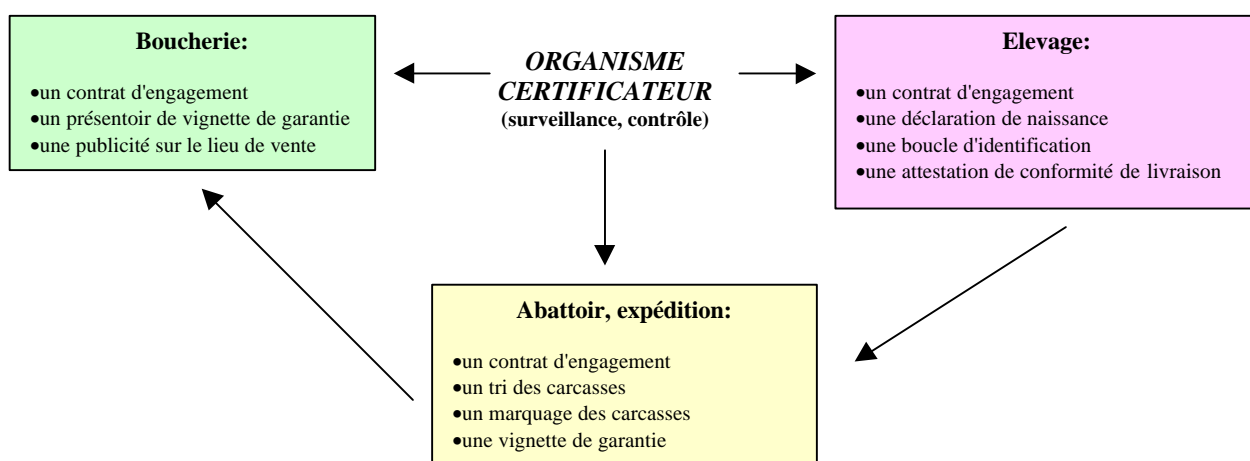 Boucherie:
•un contrat d'engagement
•un présentoir de vignette de garantie
•une publicité sur le lieu de vente
ORGANISME
CERTIFICATEUR
(surveillance, contrôle)
Elevage:
•un contrat d'engagement
•une déclaration de naissance
•une boucle d'identification
•une attestation de conformité de livraison
Abattoir, expédition:
•un contrat d'engagement
•un tri des carcasses
•un marquage des carcasses
•une vignette de garantie